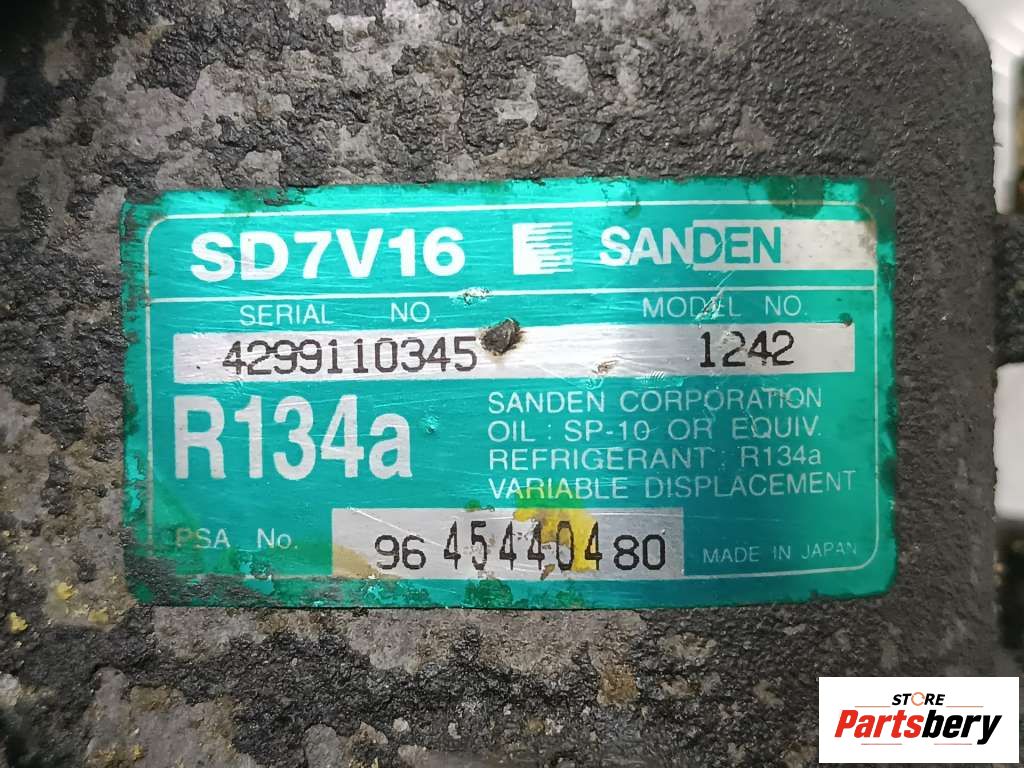 SD7V16 SANDEN
SERIAL NO. MODEL NO.
4299110345 1242
R134a
SANDEN CORPORATION
OIL : SP-10 OR EQUIV.
REFRIGERANT : R134a
VARIABLE DISPLACEMENT
PSA No. 96 454404 80 MADE IN JAPAN
STORE
Partsbery